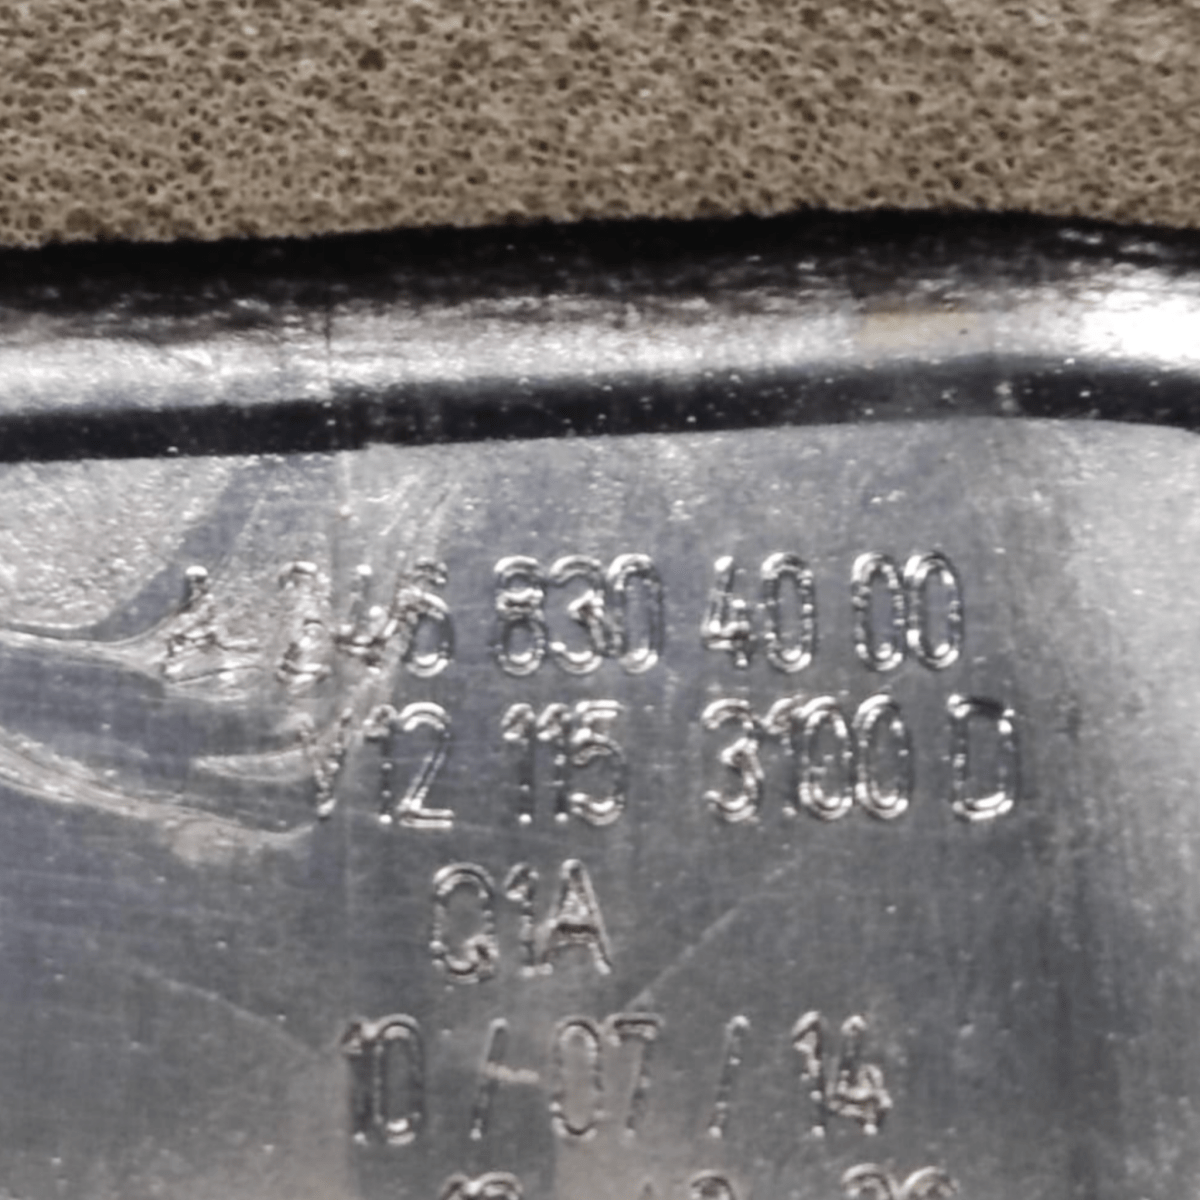 A 246 830 40 00
V12 115 3100 D
Q1A
10 / 07 / 14